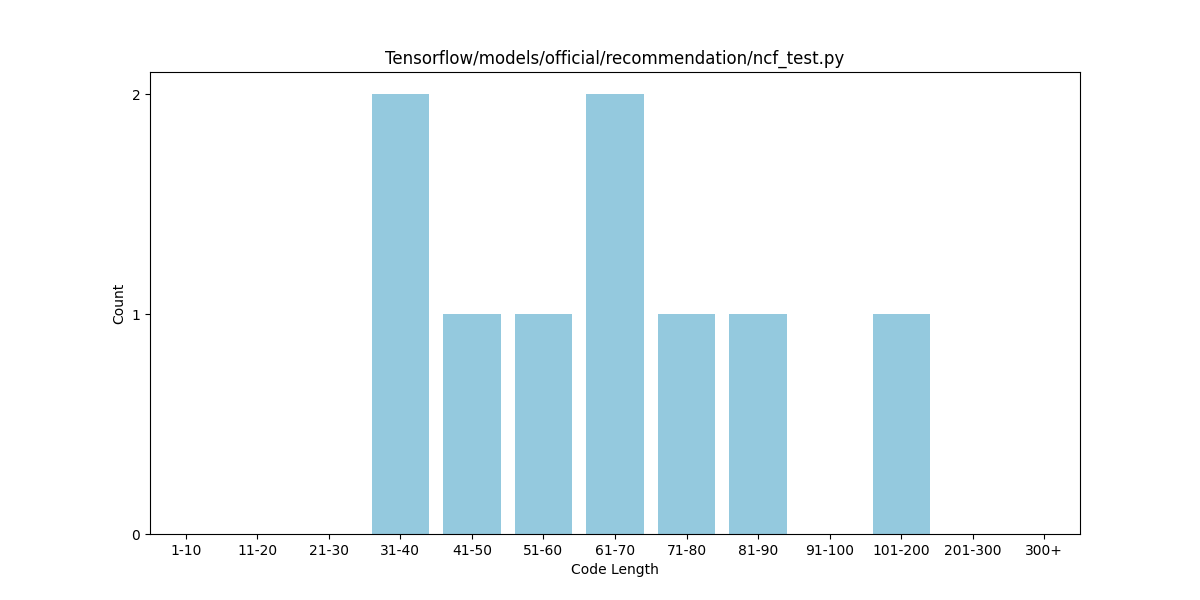 Tensorflow/models/official/recommendation/ncf_test.py
Count
2
1
0
1-10 11-20 21-30 31-40 41-50 51-60 61-70 71-80 81-90 91-100 101-200 201-300 300+
Code Length